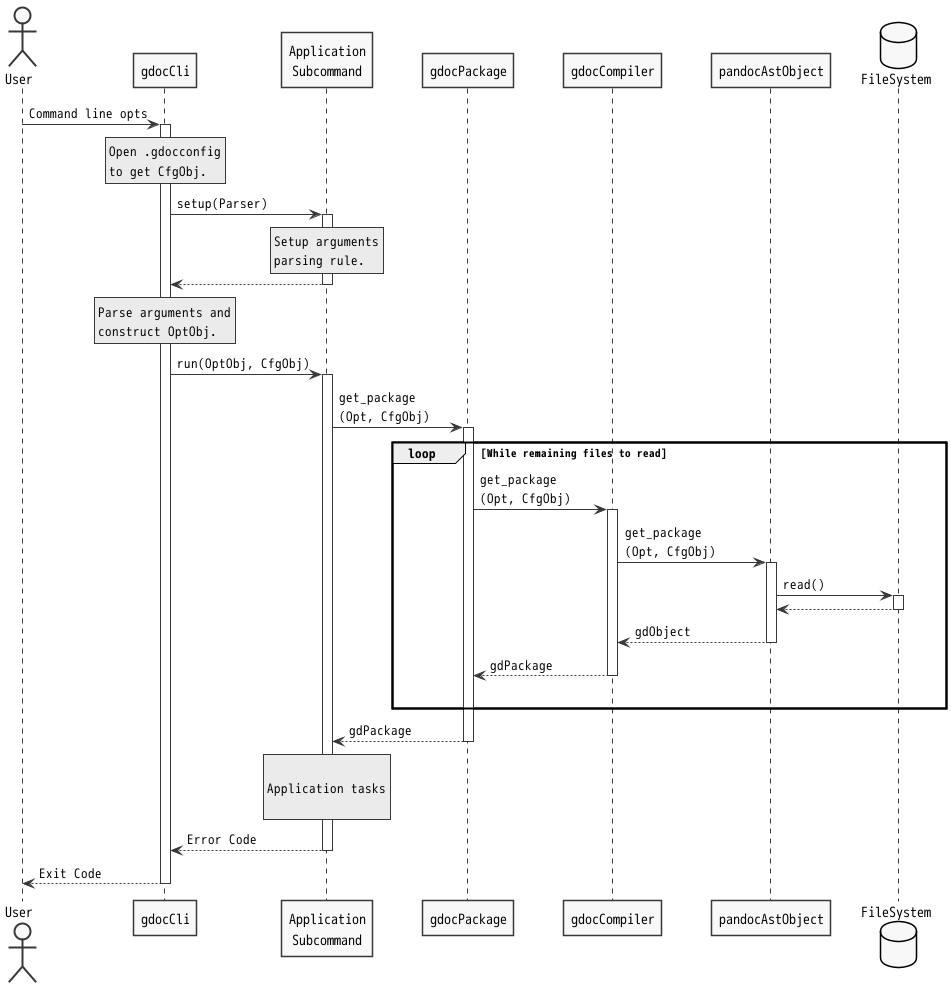 User
gdocCli
Application
Subcommand
gdocPackage
gdocCompiler
pandocAstObject
FileSystem
Command line opts
Open .gdocconfig
to get CfgObj.
setup(Parser)
Setup arguments
parsing rule.
Parse arguments and
construct OptObj.
run(OptObj, CfgObj)
get_package
(Opt, CfgObj)
loop
[While remaining files to read]
get_package
(Opt, CfgObj)
get_package
(Opt, CfgObj)
read()
gdObject
gdPackage
gdPackage
Application tasks
Error Code
Exit Code
User
gdocCli
Application
Subcommand
gdocPackage
gdocCompiler
pandocAstObject
FileSystem